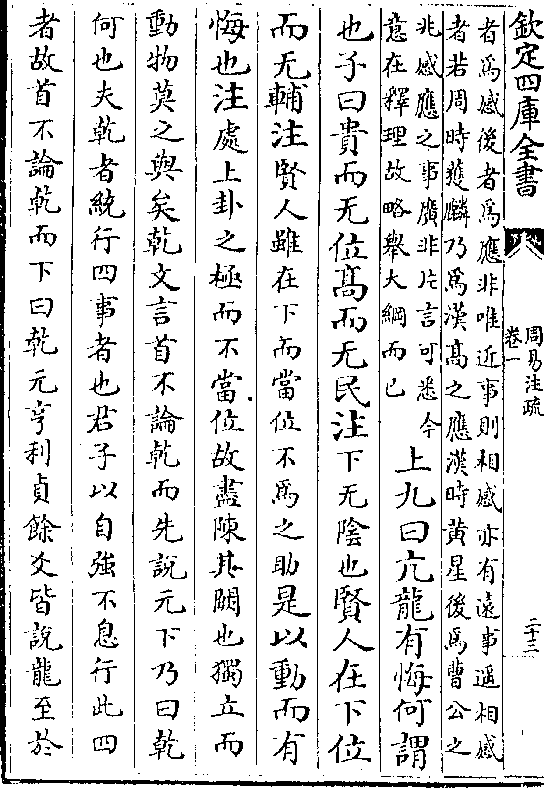 欽定四庫全書
周易注疏
卷一
二十三
者爲感後者爲應非唯近事則相感亦有遠事遥相感
者若周時獲麟乃爲漢高之應漢時黄星後爲曹公之
兆感應之事廣非片言可悉今
意在釋理故略舉大綱而已
上九曰亢龍有悔何謂
也子曰貴而无位髙而无民注下无陰也賢人在下位
而无輔注賢人雖在下而當位不爲之助是以動而有
悔也注處上卦之極而不當位故盡陳其闕也獨立而
動物莫之與矣乾文言首不論乾而先説元下乃曰乾
何也夫乾者統行四事者也君子以自強不息行此四
者故首不論乾而下曰乾元亨利貞餘爻皆説龍至於